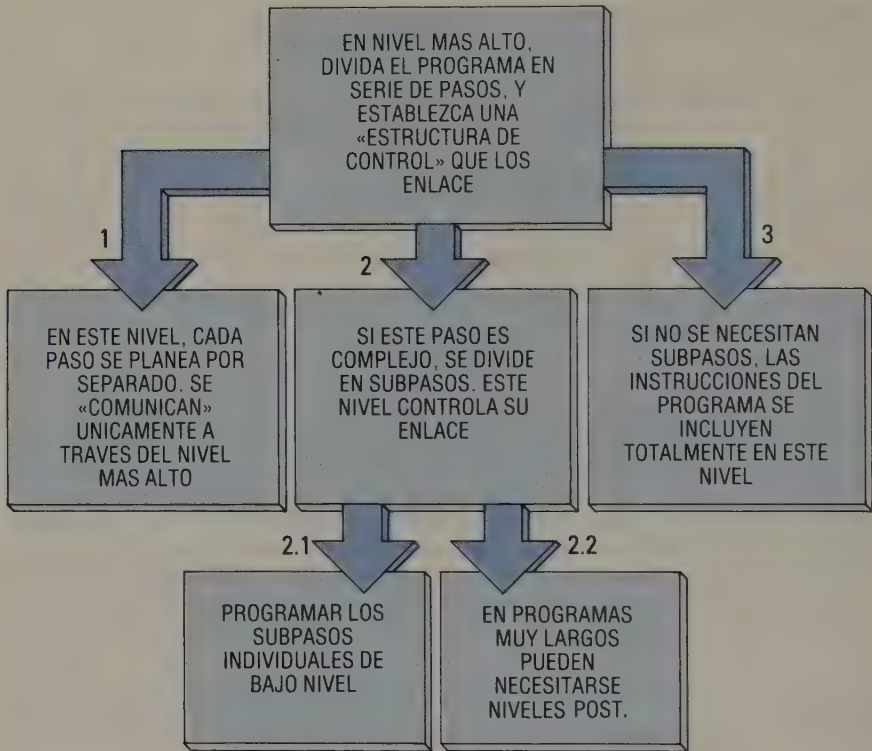 EN NIVEL MAS ALTO,
DIVIDA EL PROGRAMA EN
SERIE DE PASOS, Y
ESTABLEZCA UNA
«ESTRUCTURA DE
CONTROL» QUE LOS
ENLACE
1
2
3
EN ESTE NIVEL, CADA
PASO SE PLANEA POR
SEPARADO. SE
«COMUNICAN»
UNICAMENTE A
TRAVES DEL NIVEL
MAS ALTO
SI ESTE PASO ES
COMPLEJO, SE DIVIDE
EN SUBPASOS. ESTE
NIVEL CONTROLA SU
ENLACE
SI NO SE NECESITAN
SUBPASOS, LAS
INSTRUCCIONES DEL
PROGRAMA SE
INCLUYEN
TOTALMENTE EN ESTE
NIVEL
2.1
2.2
PROGRAMAR LOS
SUBPASOS
INDIVIDUALES DE
BAJO NIVEL
EN PROGRAMAS
MUY LARGOS
PUEDEN
NECESITARSE
NIVELES POST.